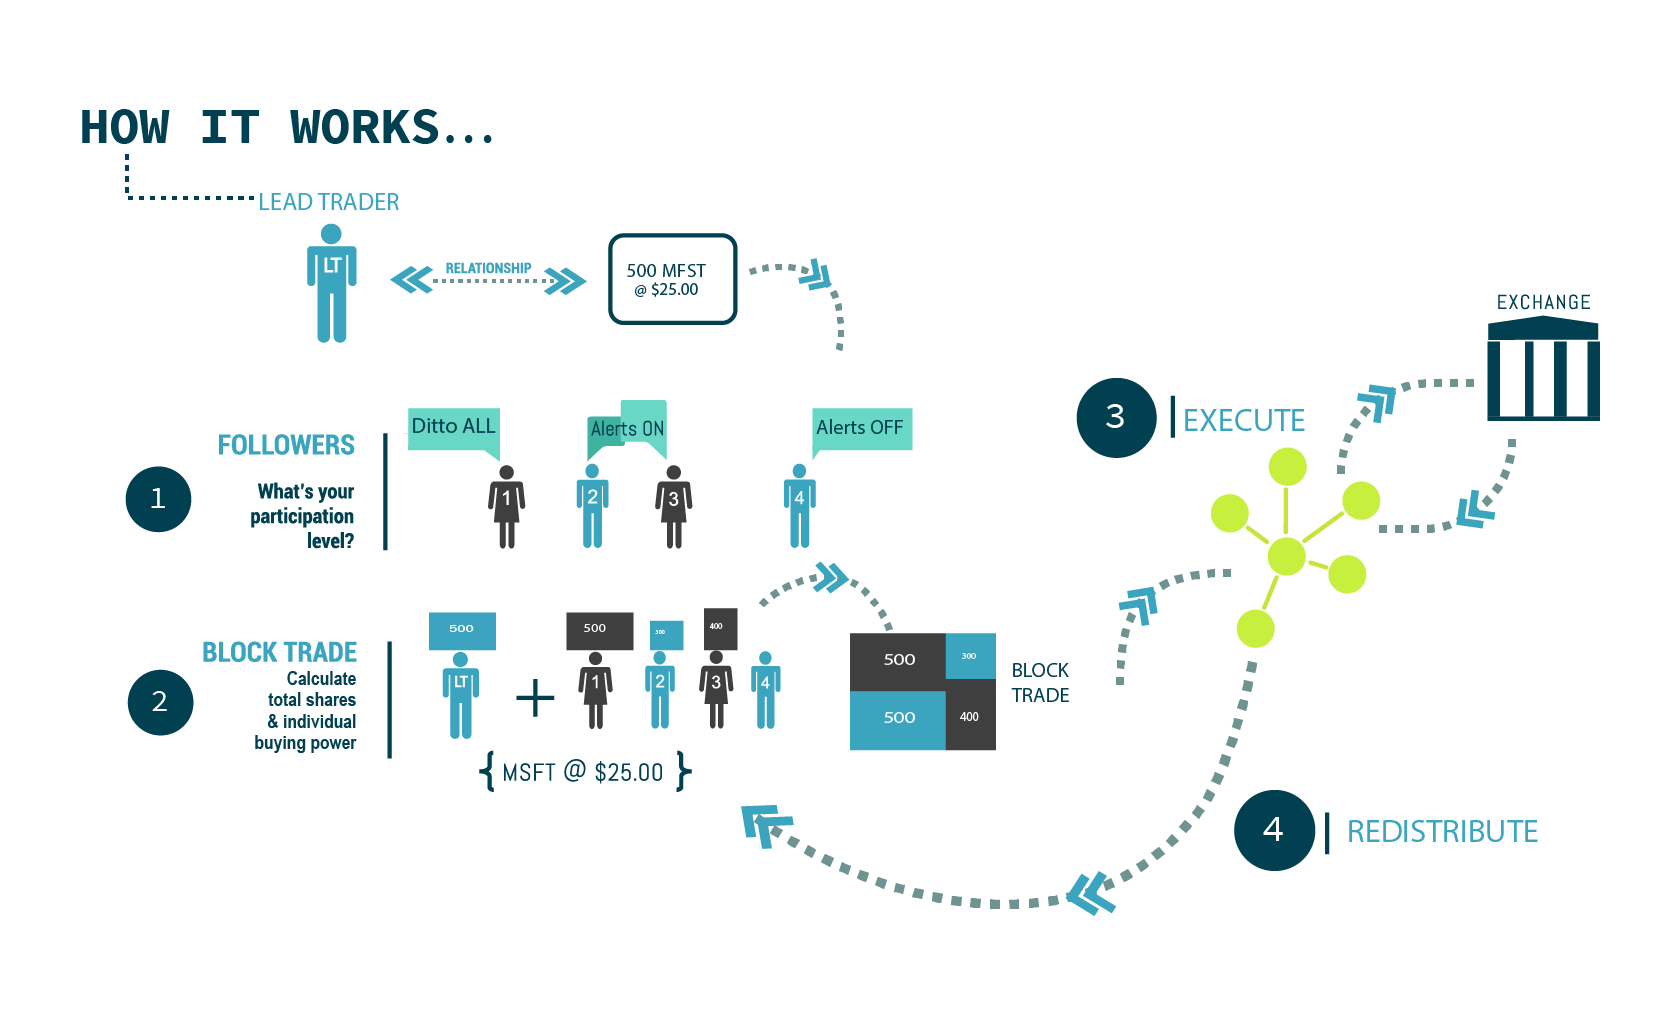 HOW IT WORKS...
LEAD TRADER
LT
RELATIONSHIP
500 MFST
@ $25.00
EXCHANGE
3
EXECUTE
Ditto ALL
Alerts ON
Alerts OFF
FOLLOWERS
1
What's your
participation
level?
1
2
3
4
BLOCK TRADE
2
Calculate
total shares
& individual
buying power
500
500
300
400
LT
1
2
3
4
{ MSFT @ $25.00 }
500
300
500
400
BLOCK
TRADE
4
REDISTRIBUTE